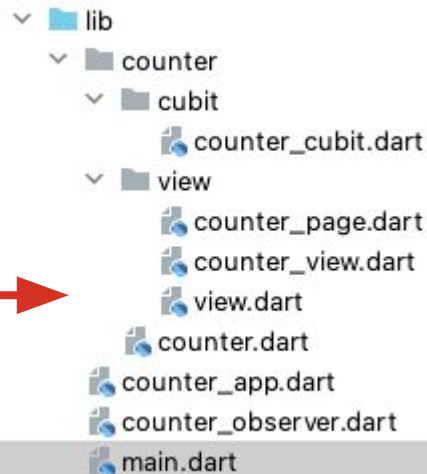 lib
counter
cubit
counter_cubit.dart
view
counter_page.dart
counter_view.dart
view.dart
counter.dart
counter_app.dart
counter_observer.dart
main.dart